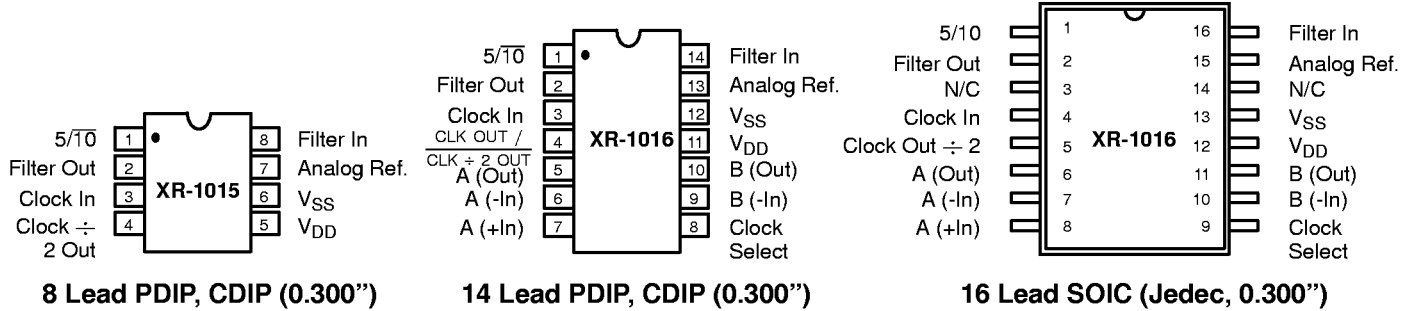 5/1̅0̅
Filter Out
Clock In
Clock ÷
2 Out
1
2
3
4
XR-1015
8
7
6
5
Filter In
Analog Ref.
VSS
VDD
8 Lead PDIP, CDIP (0.300”)
5/1̅0̅
Filter Out
Clock In
CLK OUT /
CLK ÷ 2 OUT
A (Out)
A (-In)
A (+In)
1
2
3
4
5
6
7
XR-1016
14
13
12
11
10
9
8
Filter In
Analog Ref.
VSS
VDD
B (Out)
B (-In)
Clock
Select
14 Lead PDIP, CDIP (0.300”)
5/10
Filter Out
N/C
Clock In
Clock Out ÷ 2
A (Out)
A (-In)
A (+In)
1
2
3
4
5
6
7
8
XR-1016
16
15
14
13
12
11
10
9
Filter In
Analog Ref.
N/C
VSS
VDD
B (Out)
B (-In)
Clock
Select
16 Lead SOIC (Jedec, 0.300”)